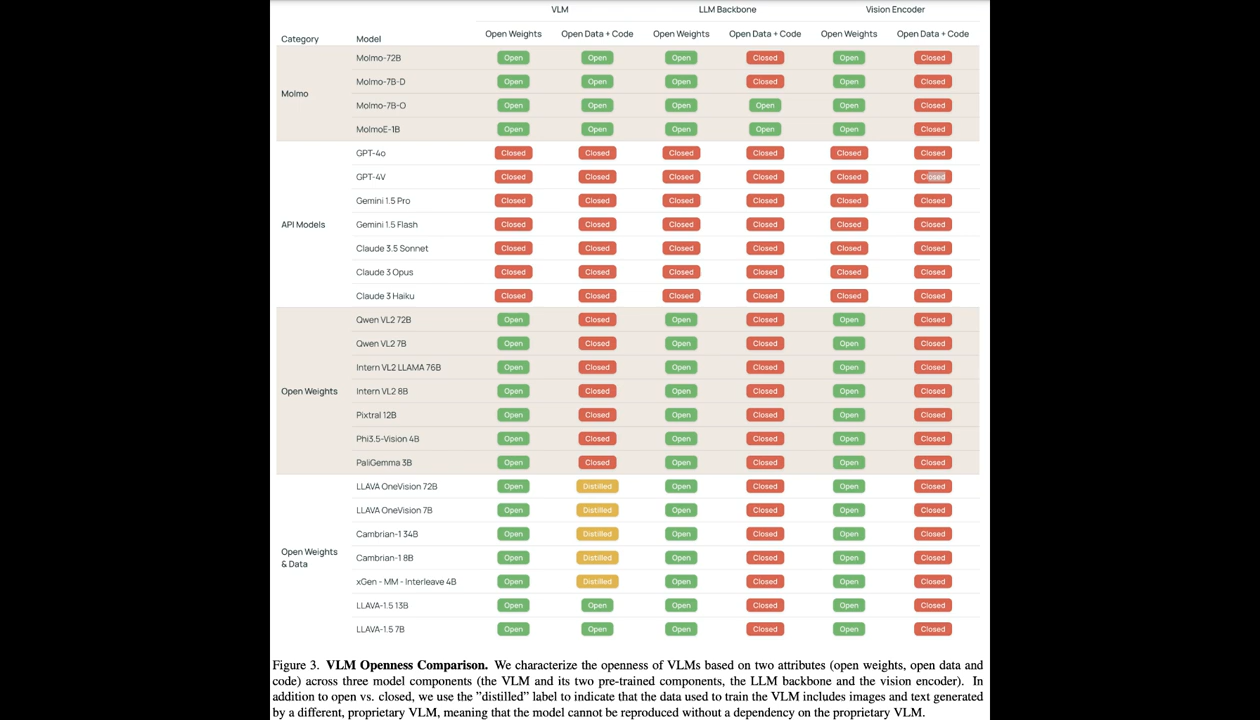 VLM LLM Backbone Vision Encoder
Category Model Open Weights Open Data + Code Open Weights Open Data + Code Open Weights Open Data + Code
Molmo
Molmo-72B Open Open Open Closed Open Closed
Molmo-7B-D Open Open Open Closed Open Closed
Molmo-7B-O Open Open Open Open Open Closed
MolmoE-1B Open Open Open Open Open Closed
API Models
GPT-4o Closed Closed Closed Closed Closed Closed
GPT-4V Closed Closed Closed Closed Closed Closed
Gemini 1.5 Pro Closed Closed Closed Closed Closed Closed
Gemini 1.5 Flash Closed Closed Closed Closed Closed Closed
Claude 3.5 Sonnet Closed Closed Closed Closed Closed Closed
Claude 3 Opus Closed Closed Closed Closed Closed Closed
Claude 3 Haiku Closed Closed Closed Closed Closed Closed
Open Weights
Qwen VL2 72B Open Closed Open Closed Open Closed
Qwen VL2 7B Open Closed Open Closed Open Closed
Intern VL2 LLAMA 76B Open Closed Open Closed Open Closed
Intern VL2 8B Open Closed Open Closed Open Closed
Pixtral 12B Open Closed Open Closed Open Closed
Phi3.5-Vision 4B Open Closed Open Closed Open Closed
PaliGemma 3B Open Closed Open Closed Open Closed
Open Weights
& Data
LLAVA OneVision 72B Open Distilled Open Closed Open Closed
LLAVA OneVision 7B Open Distilled Open Closed Open Closed
Cambrian-1 34B Open Distilled Open Closed Open Closed
Cambrian-1 8B Open Distilled Open Closed Open Closed
xGen - MM - Interleave 4B Open Distilled Open Closed Open Closed
LLAVA-1.5 13B Open Open Open Closed Open Closed
LLAVA-1.5 7B Open Open Open Closed Open Closed
Figure 3. VLM Openness Comparison. We characterize the openness of VLMs based on two attributes (open weights, open data and
code) across three model components (the VLM and its two pre-trained components, the LLM backbone and the vision encoder). In
addition to open vs. closed, we use the "distilled" label to indicate that the data used to train the VLM includes images and text generated
by a different, proprietary VLM, meaning that the model cannot be reproduced without a dependency on the proprietary VLM.